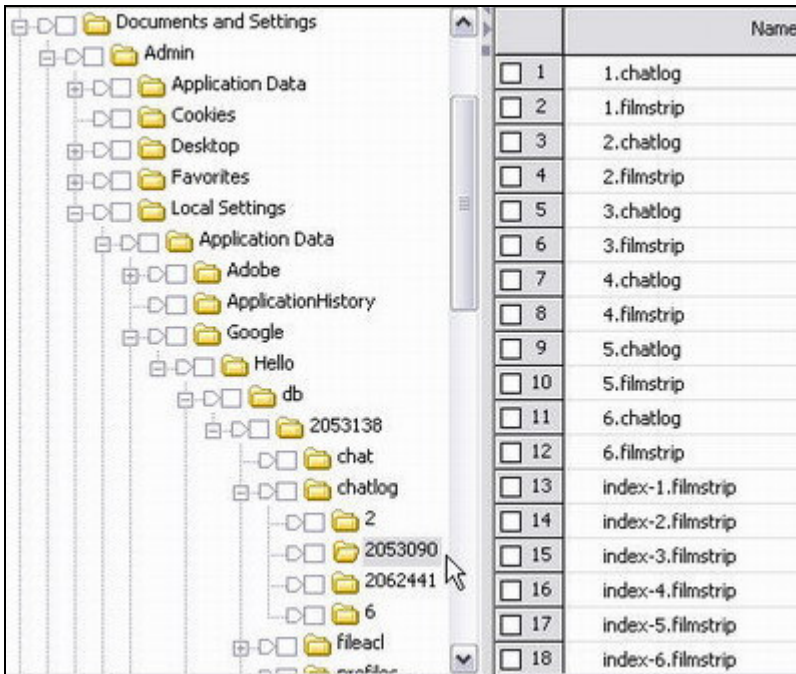 Documents and Settings
Admin
Application Data
Cookies
Desktop
Favorites
Local Settings
Application Data
Adobe
ApplicationHistory
Google
Hello
db
2053138
chat
chatlog
2
2053090
2062441
6
fileacl
profiles
Name
1 1.chatlog
2 1.filmstrip
3 2.chatlog
4 2.filmstrip
5 3.chatlog
6 3.filmstrip
7 4.chatlog
8 4.filmstrip
9 5.chatlog
10 5.filmstrip
11 6.chatlog
12 6.filmstrip
13 index-1.filmstrip
14 index-2.filmstrip
15 index-3.filmstrip
16 index-4.filmstrip
17 index-5.filmstrip
18 index-6.filmstrip